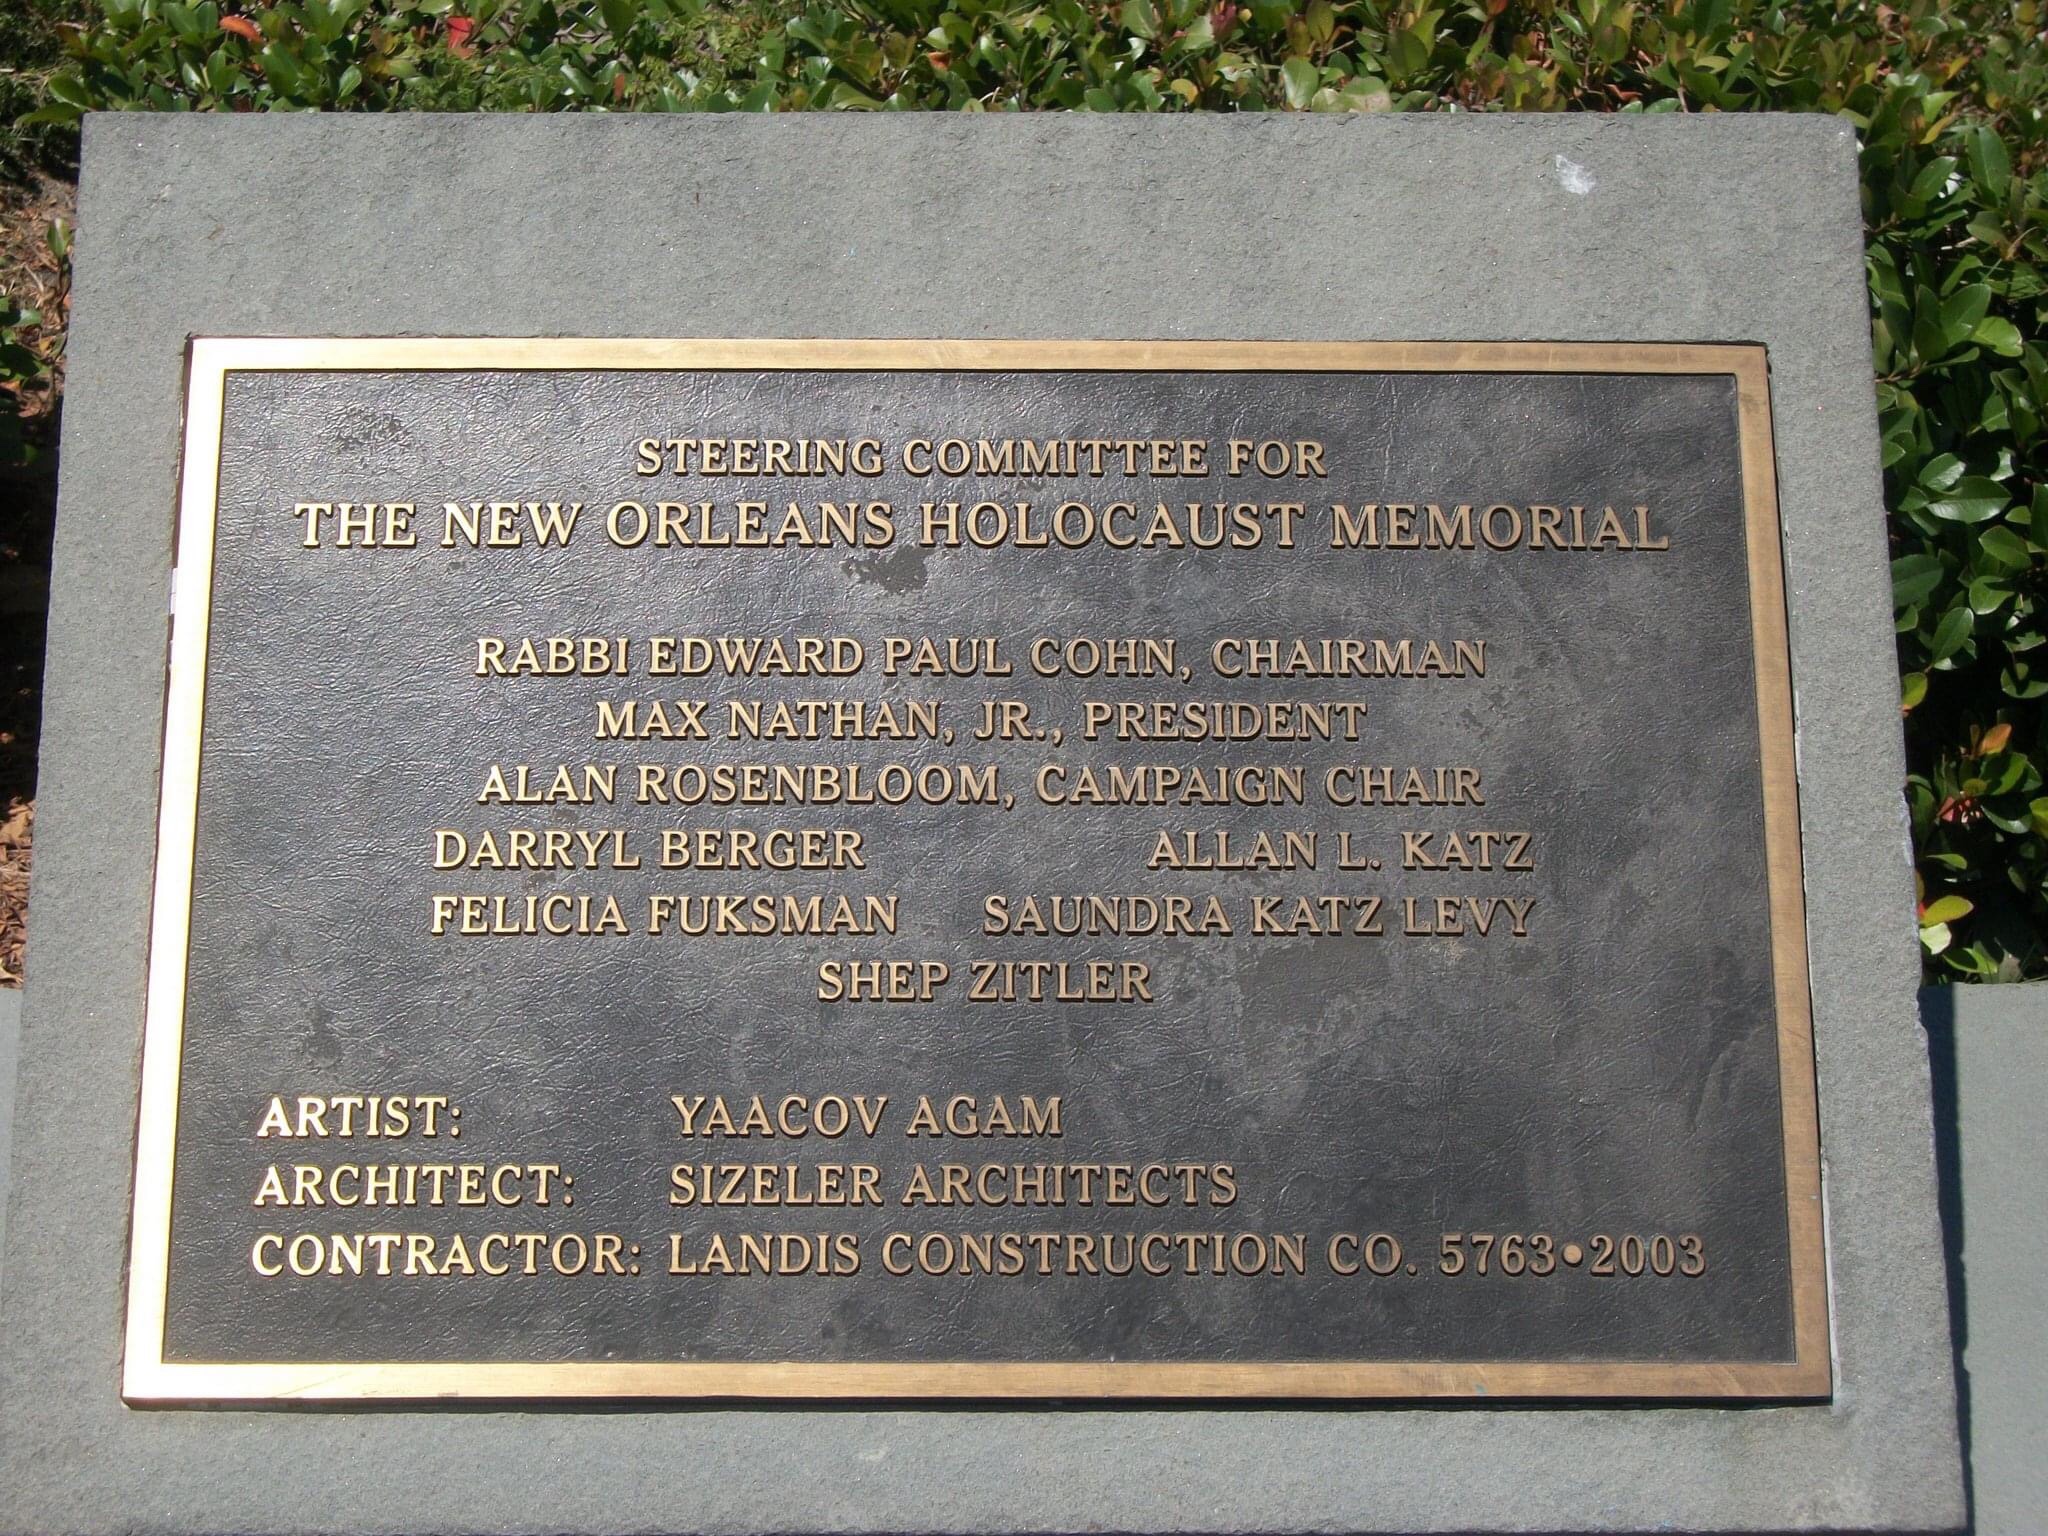 STEERING COMMITTEE FOR
THE NEW ORLEANS HOLOCAUST MEMORIAL
RABBI EDWARD PAUL COHN, CHAIRMAN
MAX NATHAN, JR., PRESIDENT
ALAN ROSENBLOOM, CAMPAIGN CHAIR
DARRYL BERGER ALLAN L. KATZ
FELICIA FUKSMAN SAUNDRA KATZ LEVY
SHEP ZITLER
ARTIST: YAACOV AGAM
ARCHITECT: SIZELER ARCHITECTS
CONTRACTOR: LANDIS CONSTRUCTION CO. 5763•2003